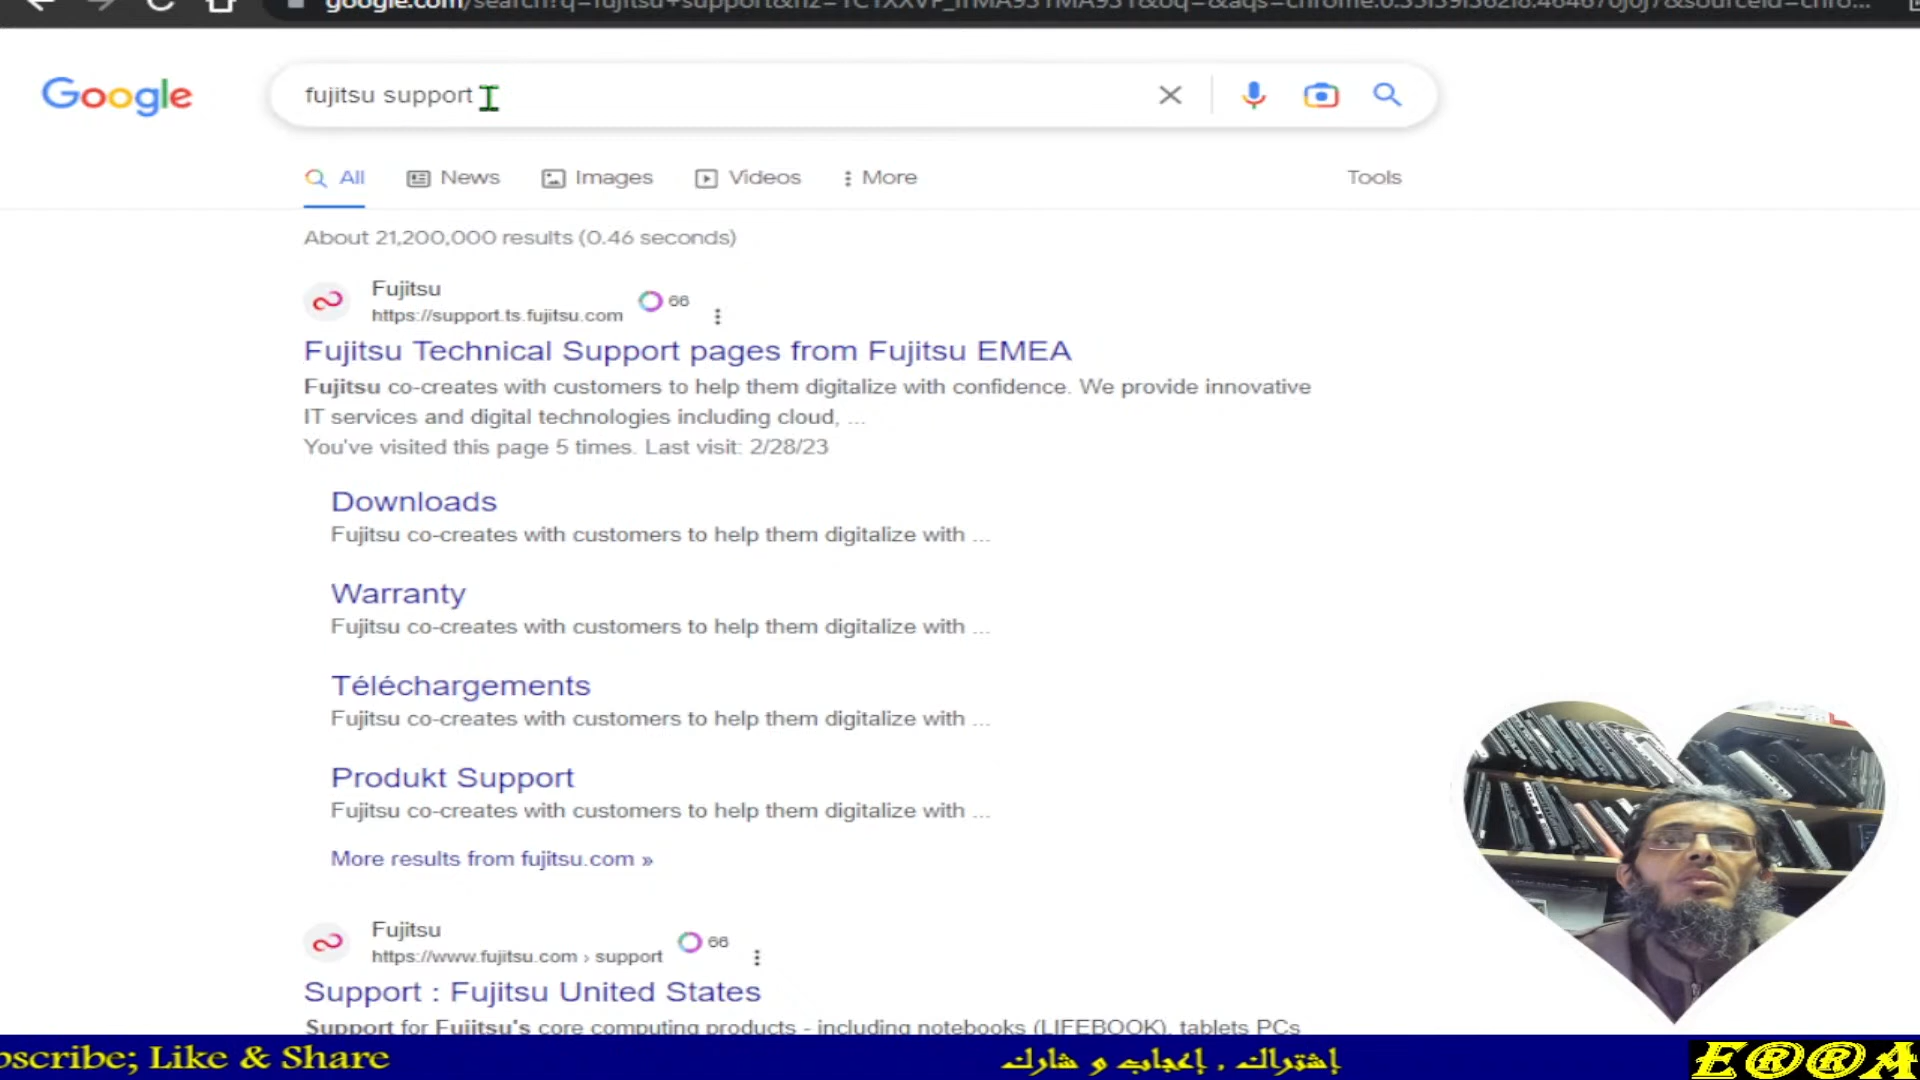 fujitsu support
Google
All
News
Images
Videos
More
Tools
About 21,200,000 results (0.46 seconds)
Fujitsu
https://support.ts.fujitsu.com
66
Fujitsu Technical Support pages from Fujitsu EMEA
Fujitsu co-creates with customers to help them digitalize with confidence. We provide innovative
IT services and digital technologies including cloud, ...
You've visited this page 5 times. Last visit: 2/28/23
Downloads
Fujitsu co-creates with customers to help them digitalize with ...
Warranty
Fujitsu co-creates with customers to help them digitalize with ...
Téléchargements
Fujitsu co-creates with customers to help them digitalize with ...
Produkt Support
Fujitsu co-creates with customers to help them digitalize with ...
More results from fujitsu.com »
Fujitsu
https://www.fujitsu.com › support
66
Support : Fujitsu United States
Support for Fujitsu's core computing products - including notebooks (LIFEBOOK), tablets PCs
bscribe; Like & Share
إشتراك , إعجاب و شارك
ERRA